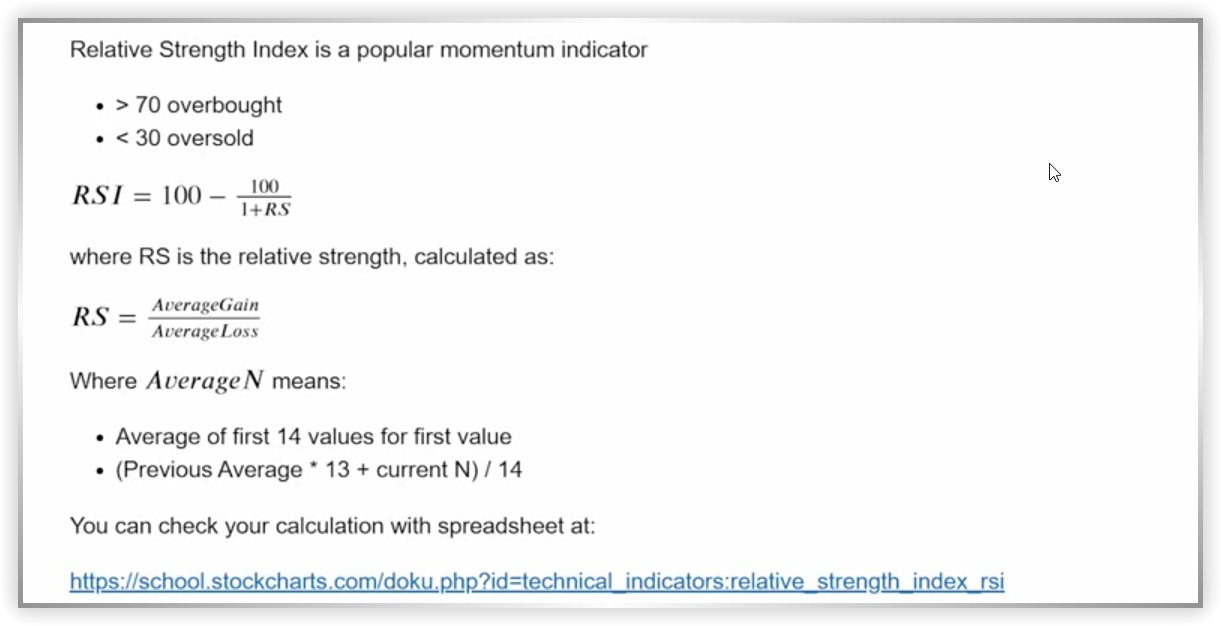 Relative Strength Index is a popular momentum indicator
• > 70 overbought
• < 30 oversold
RSI = 100 − 100/1+RS
where RS is the relative strength, calculated as:
RS = AverageGain/AverageLoss
Where AverageN means:
• Average of first 14 values for first value
• (Previous Average * 13 + current N) / 14
You can check your calculation with spreadsheet at:
https://school.stockcharts.com/doku.php?id=technical_indicators:relative_strength_index_rsi